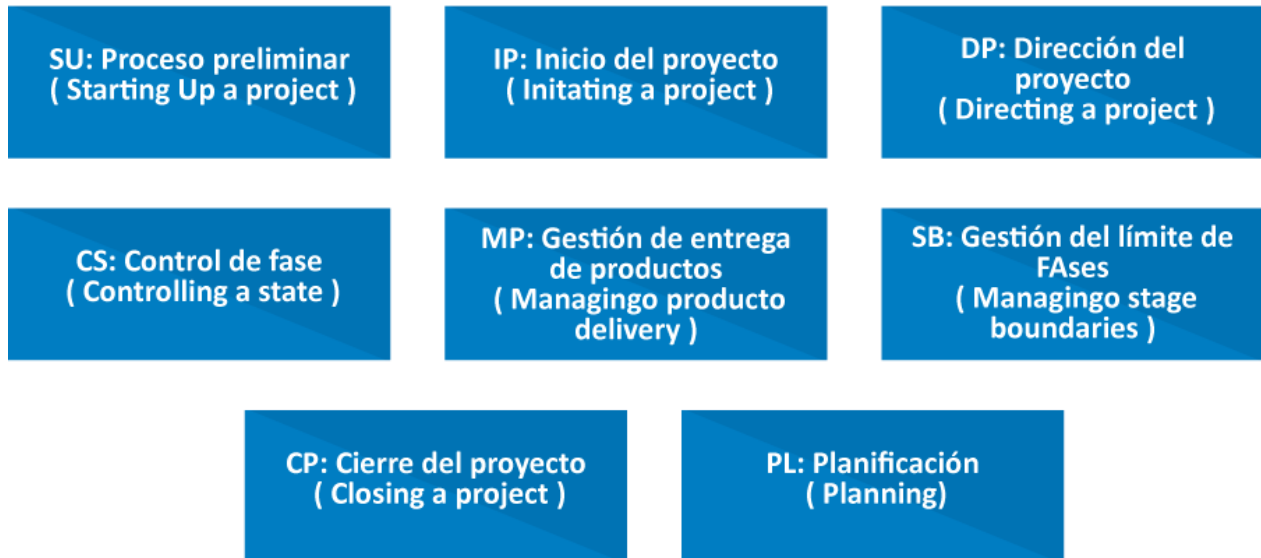 SU: Proceso preliminar
( Starting Up a project )
IP: Inicio del proyecto
( Initating a project )
DP: Dirección del
proyecto
( Directing a project )
CS: Control de fase
( Controlling a state )
MP: Gestión de entrega
de productos
( Managingo producto
delivery )
SB: Gestión del límite de
FAses
( Managingo stage
boundaries )
CP: Cierre del proyecto
( Closing a project )
PL: Planificación
( Planning)